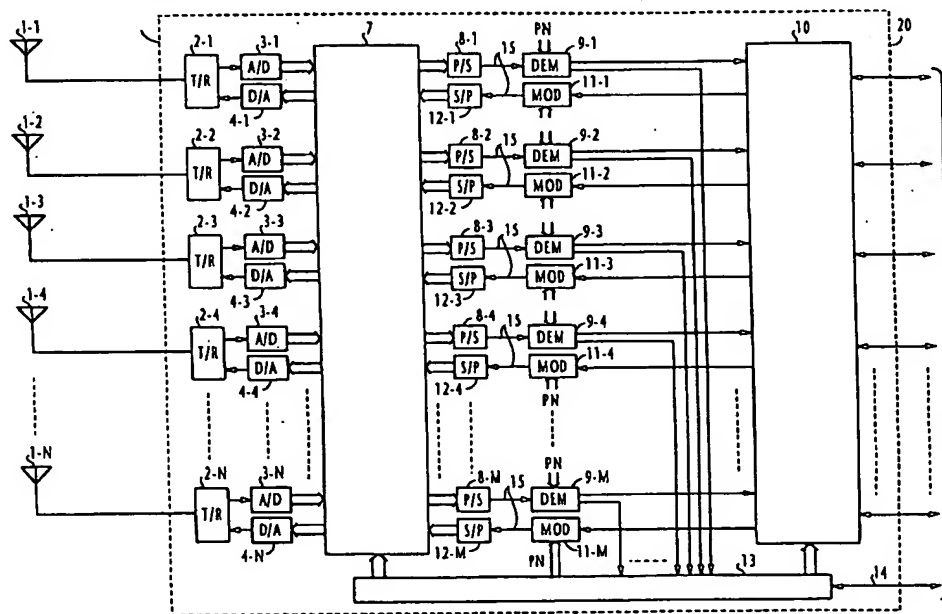 1-1
2-1
3-1
7
8-1
15
PN
9-1
10
20
T/R
A/D
P/S
DEM
D/A
S/P
MOD
11-1
4-1
12-1
1-2
2-2
3-2
8-2
15
9-2
T/R
A/D
P/S
DEM
D/A
S/P
MOD
11-2
4-2
12-2
1-3
2-3
3-3
8-3
15
9-3
T/R
A/D
P/S
DEM
D/A
S/P
MOD
11-3
4-3
12-3
1-4
2-4
3-4
8-4
15
9-4
T/R
A/D
P/S
DEM
D/A
S/P
MOD
11-4
4-4
12-4
PN
1-N
2-N
3-N
8-M
15
PN
9-M
T/R
A/D
P/S
DEM
D/A
S/P
MOD
4-N
12-M
PN
11-M
13
14